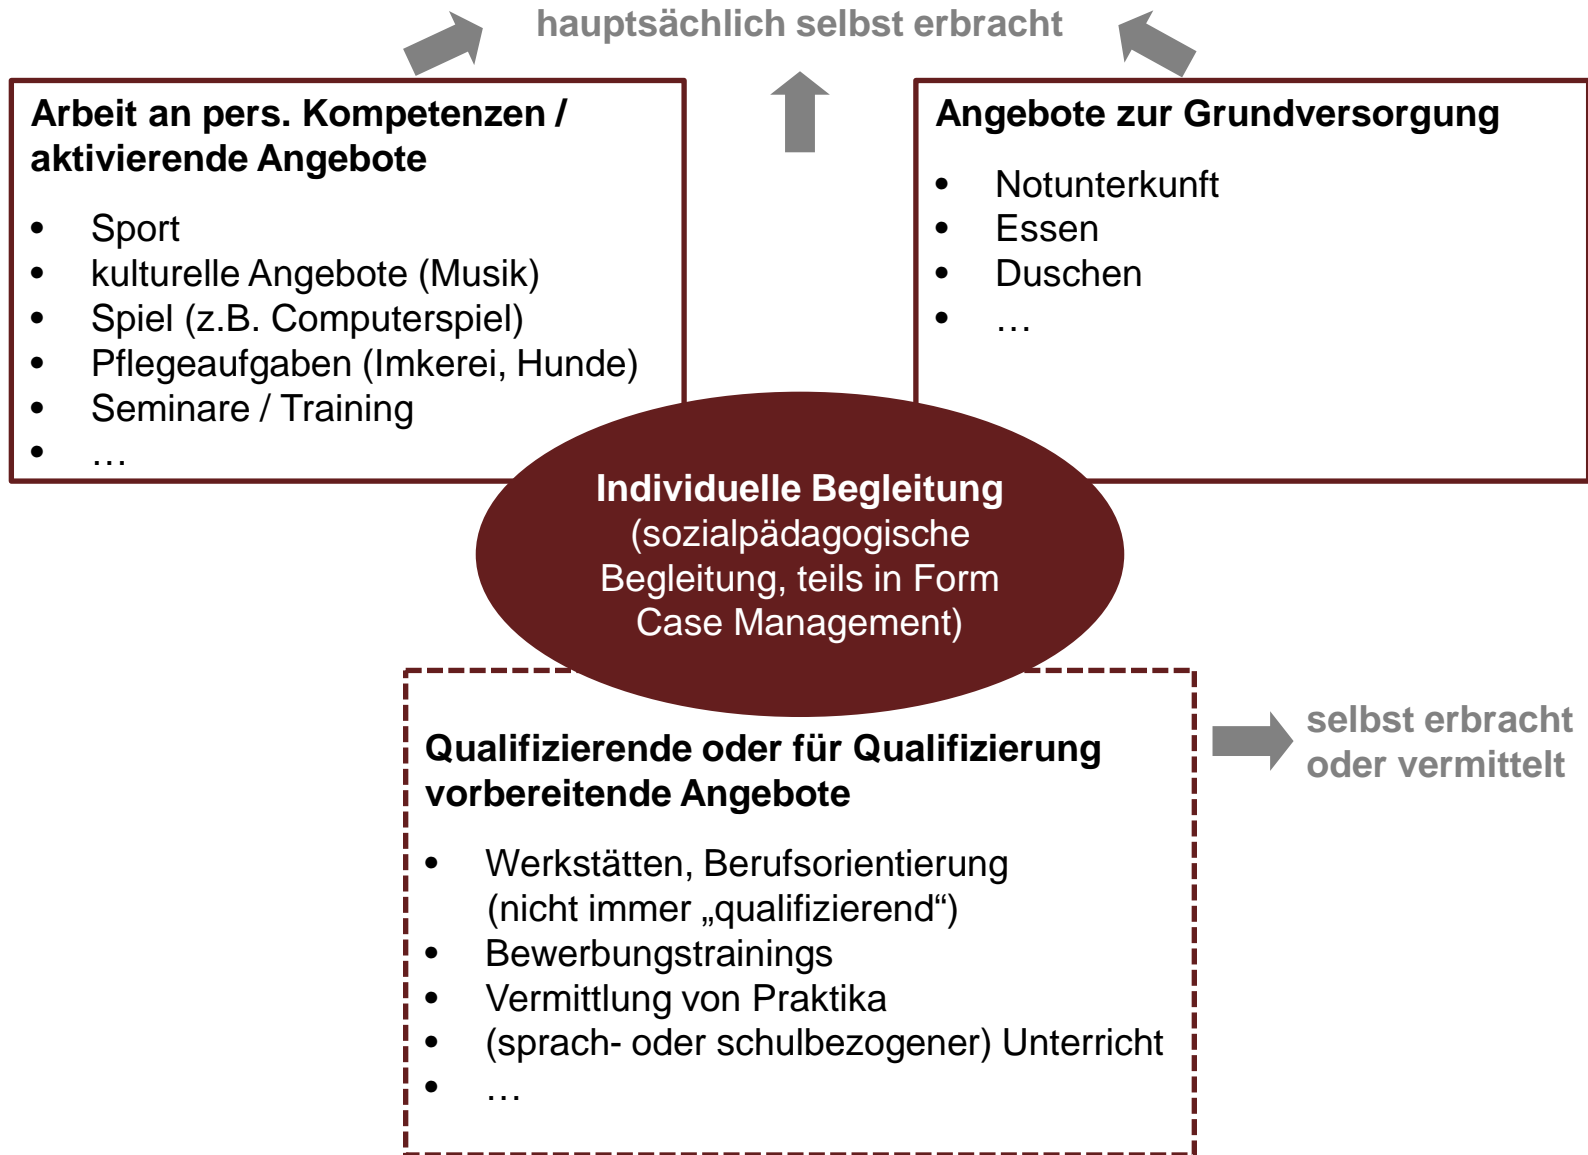 hauptsächlich selbst erbracht
Arbeit an pers. Kompetenzen /
aktivierende Angebote
• Sport
• kulturelle Angebote (Musik)
• Spiel (z.B. Computerspiel)
• Pflegeaufgaben (Imkerei, Hunde)
• Seminare / Training
• …
Angebote zur Grundversorgung
• Notunterkunft
• Essen
• Duschen
• …
Individuelle Begleitung
(sozialpädagogische
Begleitung, teils in Form
Case Management)
Qualifizierende oder für Qualifizierung
vorbereitende Angebote
• Werkstätten, Berufsorientierung
(nicht immer „qualifizierend“)
• Bewerbungstrainings
• Vermittlung von Praktika
• (sprach- oder schulbezogener) Unterricht
• …
selbst erbracht
oder vermittelt